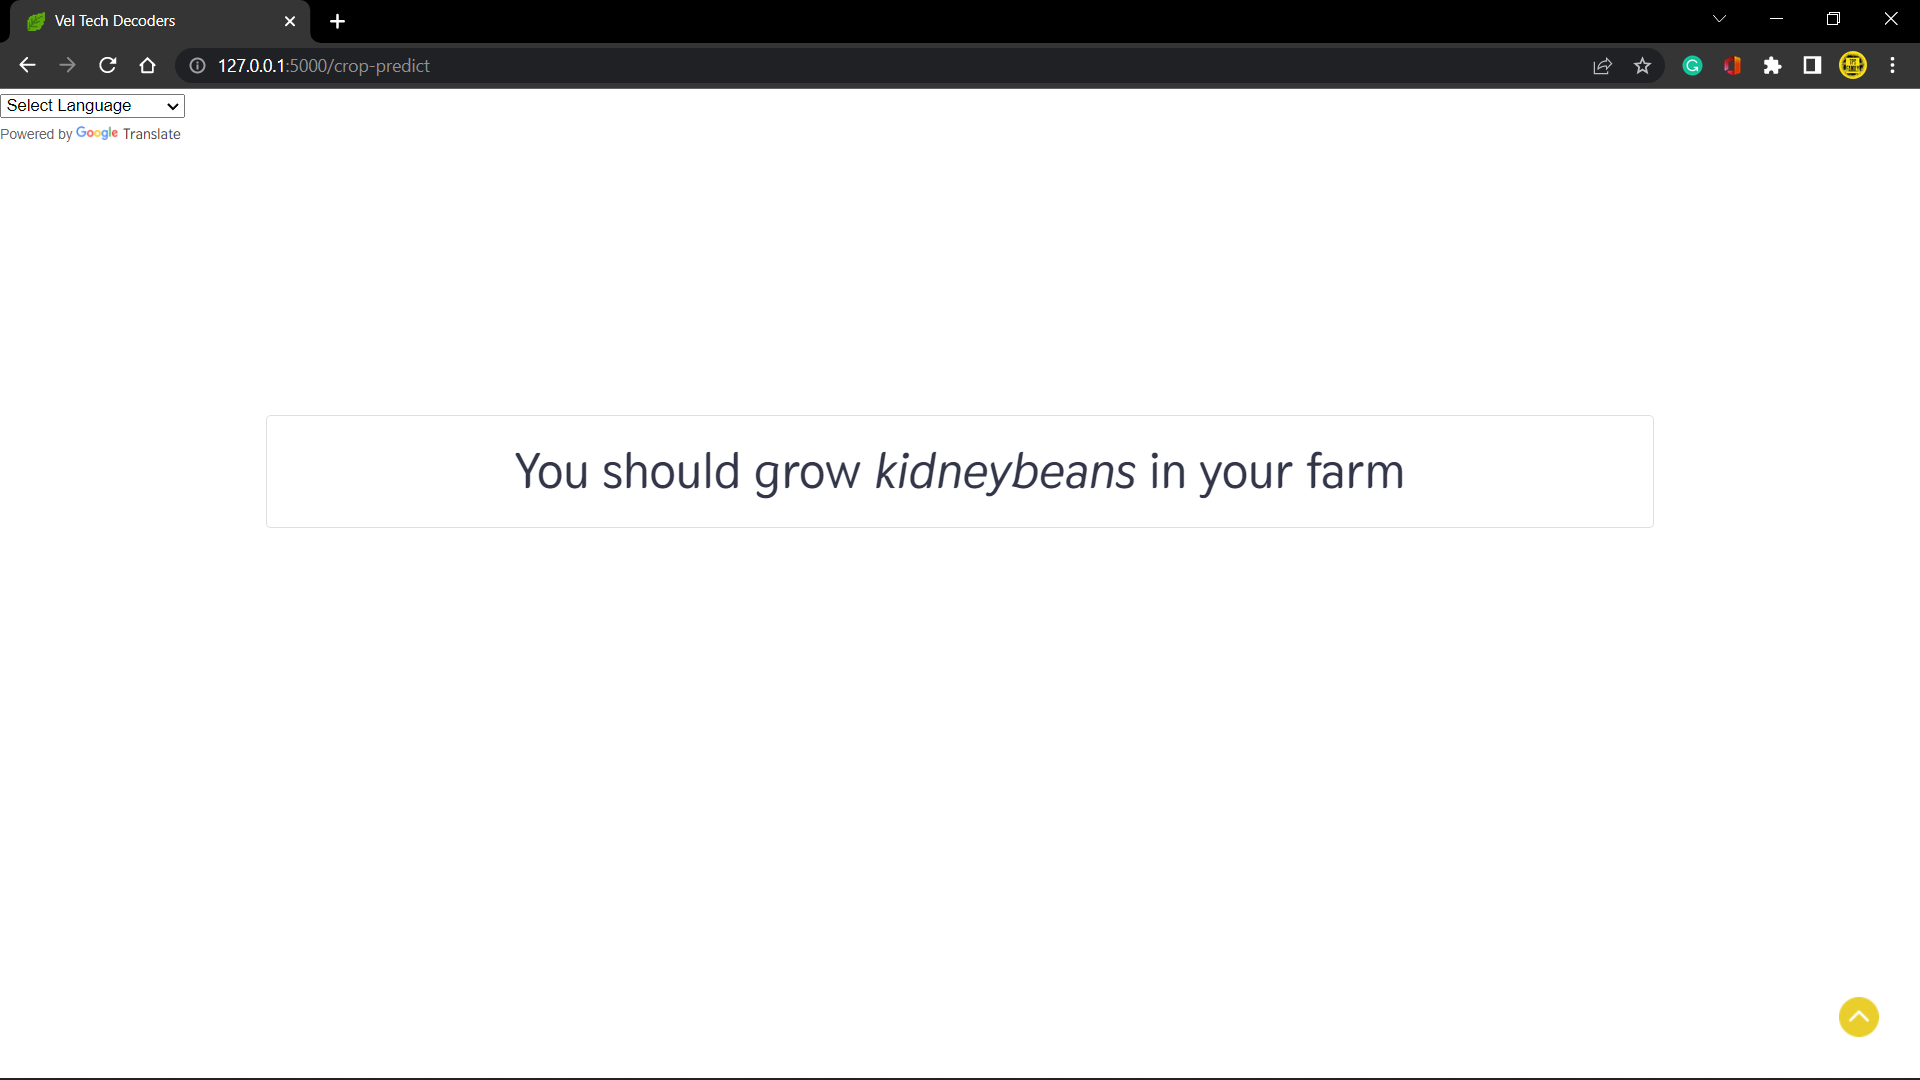 Vel Tech Decoders
127.0.0.1:5000/crop-predict
Select Language
Powered by Google Translate
You should grow kidneybeans in your farm